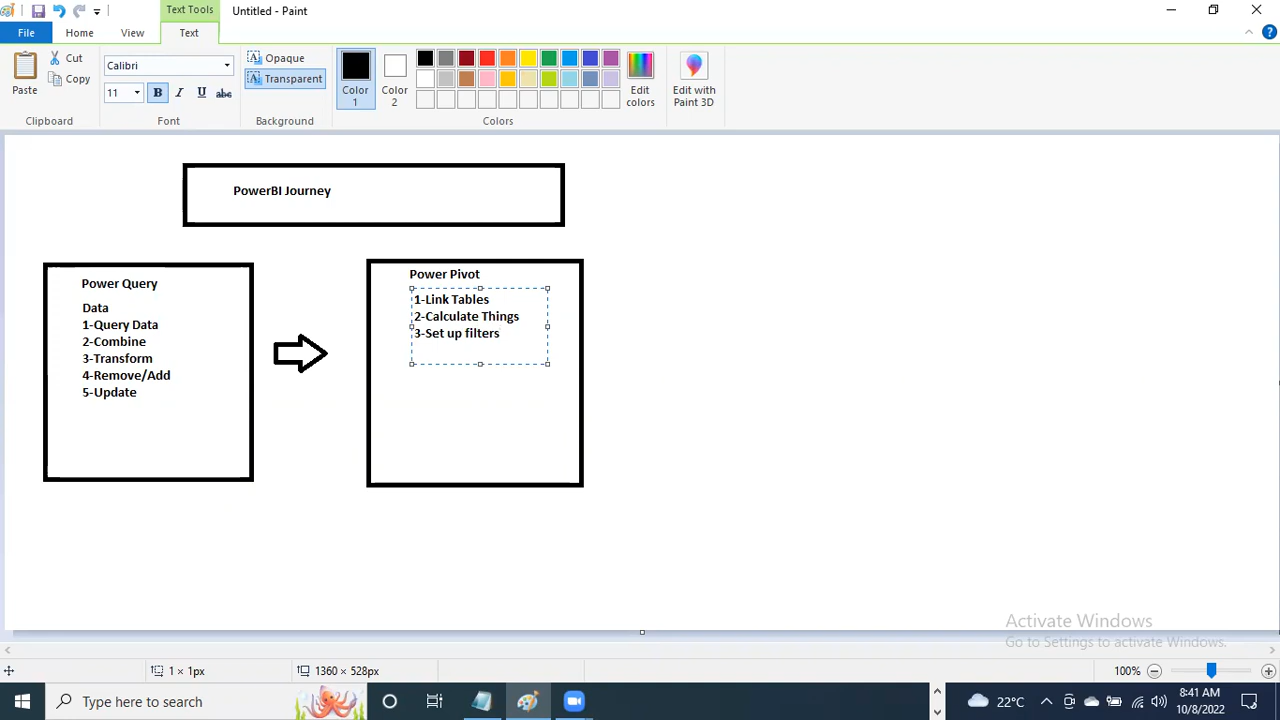 Text Tools
Untitled - Paint
File
Home
View
Text
Paste
Cut
Copy
Clipboard
Calibri
11
B
I
U
abc
Font
Opaque
Transparent
Background
Color 1
Color 2
Edit colors
Edit with Paint 3D
Colors
PowerBI Journey
Power Query
Data
1-Query Data
2-Combine
3-Transform
4-Remove/Add
5-Update
Power Pivot
1-Link Tables
2-Calculate Things
3-Set up filters
Activate Windows
Go to Settings to activate Windows.
1 × 1px
1360 × 528px
100%
Type here to search
22°C
8:41 AM
10/8/2022